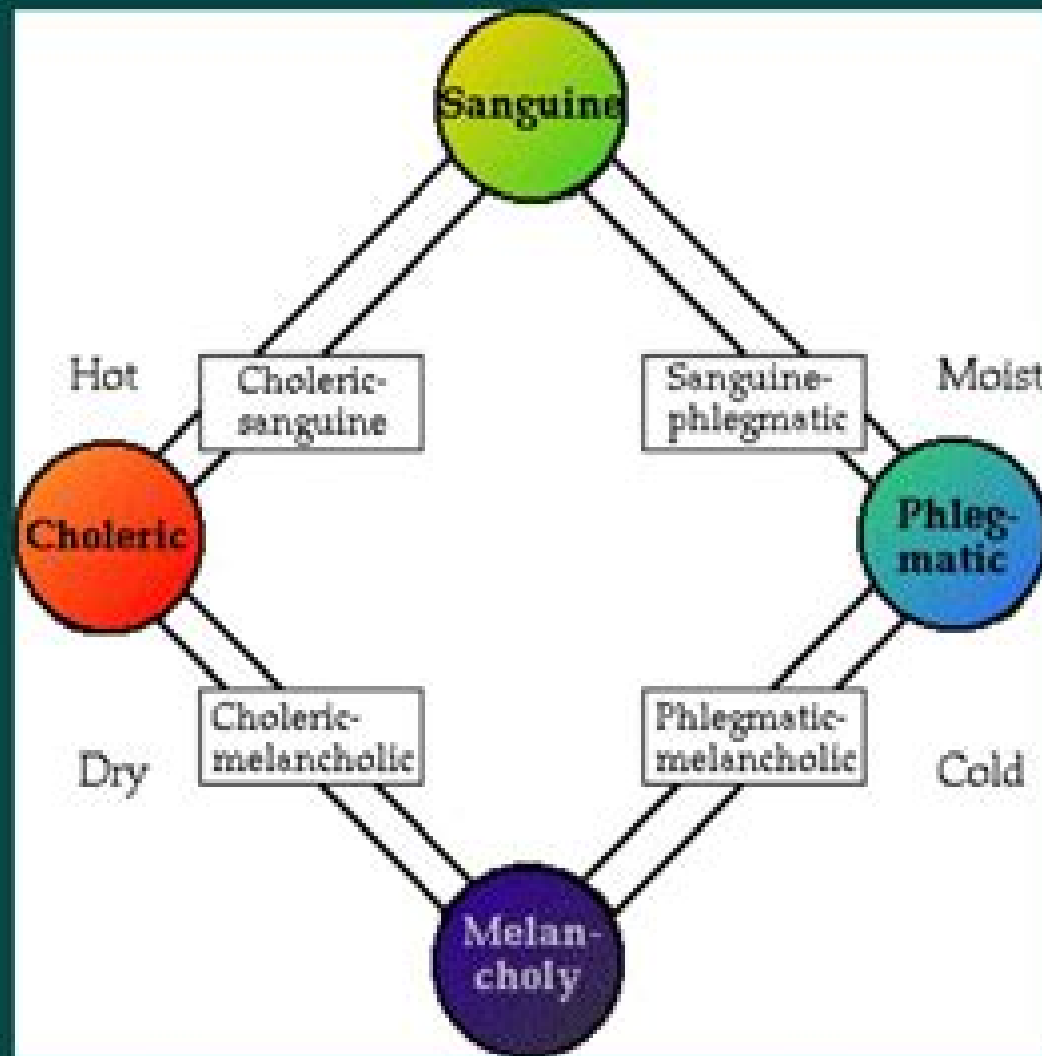 Sanguine
Hot
Choleric-
sanguine
Sanguine-
phlegmatic
Moist
Choleric
Phleg-
matic
Dry
Choleric-
melancholic
Phlegmatic-
melancholic
Cold
Melan-
choly